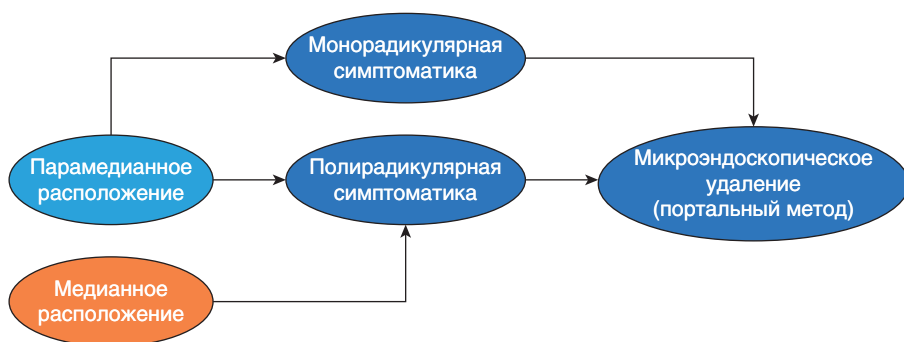 Монорадикулярная
симптоматика
Парамедианное
расположение
Полирадикулярная
симптоматика
Микроэндоскопическое
удаление
(портальный метод)
Медианное
расположение